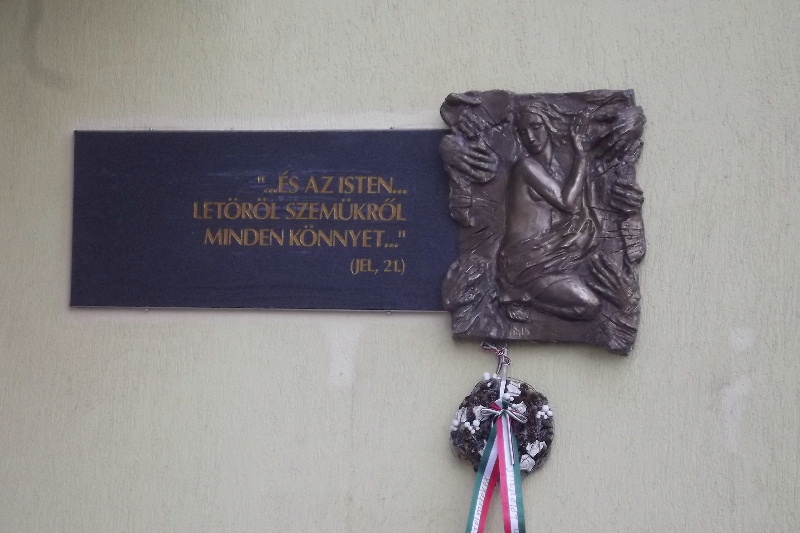 "...ÉS AZ ISTEN...
LETÖRÖL SZEMÜKRŐL
MINDEN KÖNNYET..."
(JEL, 21.)